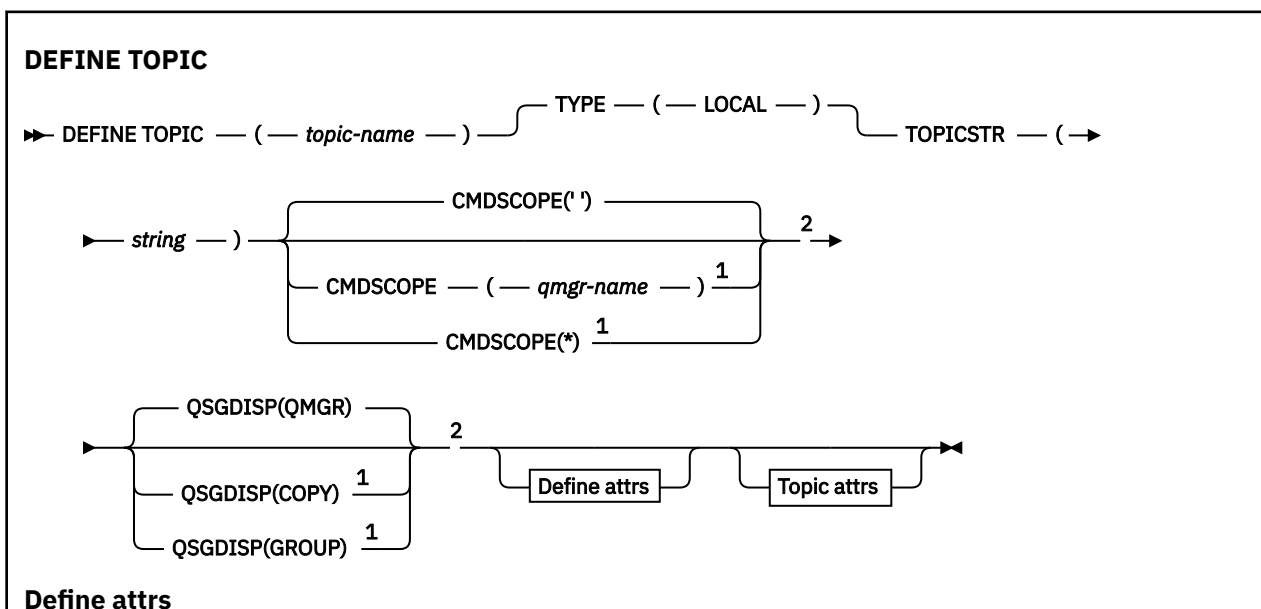 DEFINE TOPIC
TYPE ( LOCAL )
DEFINE TOPIC ( topic-name ) TOPICSTR (
CMDSCOPE(' ')
string ) 2
CMDSCOPE ( qmgr-name ) 1
CMDSCOPE(*) 1
QSGDISP(QMGR)
2
QSGDISP(COPY) 1 Define attrs Topic attrs
QSGDISP(GROUP) 1
Define attrs